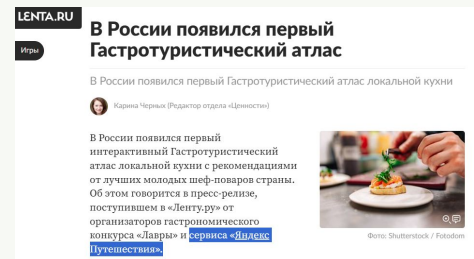 LENTA.RU
Игры
В России появился первый
Гастротуристический атлас
В России появился первый Гастротуристический атлас локальной кухни
Карина Черных (Редактор отдела «Ценности»)
В России появился первый
интерактивный Гастротуристический
атлас локальной кухни с рекомендациями
от лучших молодых шеф-поваров страны.
Об этом говорится в пресс-релизе,
поступившем в «Ленту.ру» от
организаторов гастрономического
конкурса «Лавры» и сервиса «Яндекс
Путешествия».
Фото: Shutterstock / Fotodom